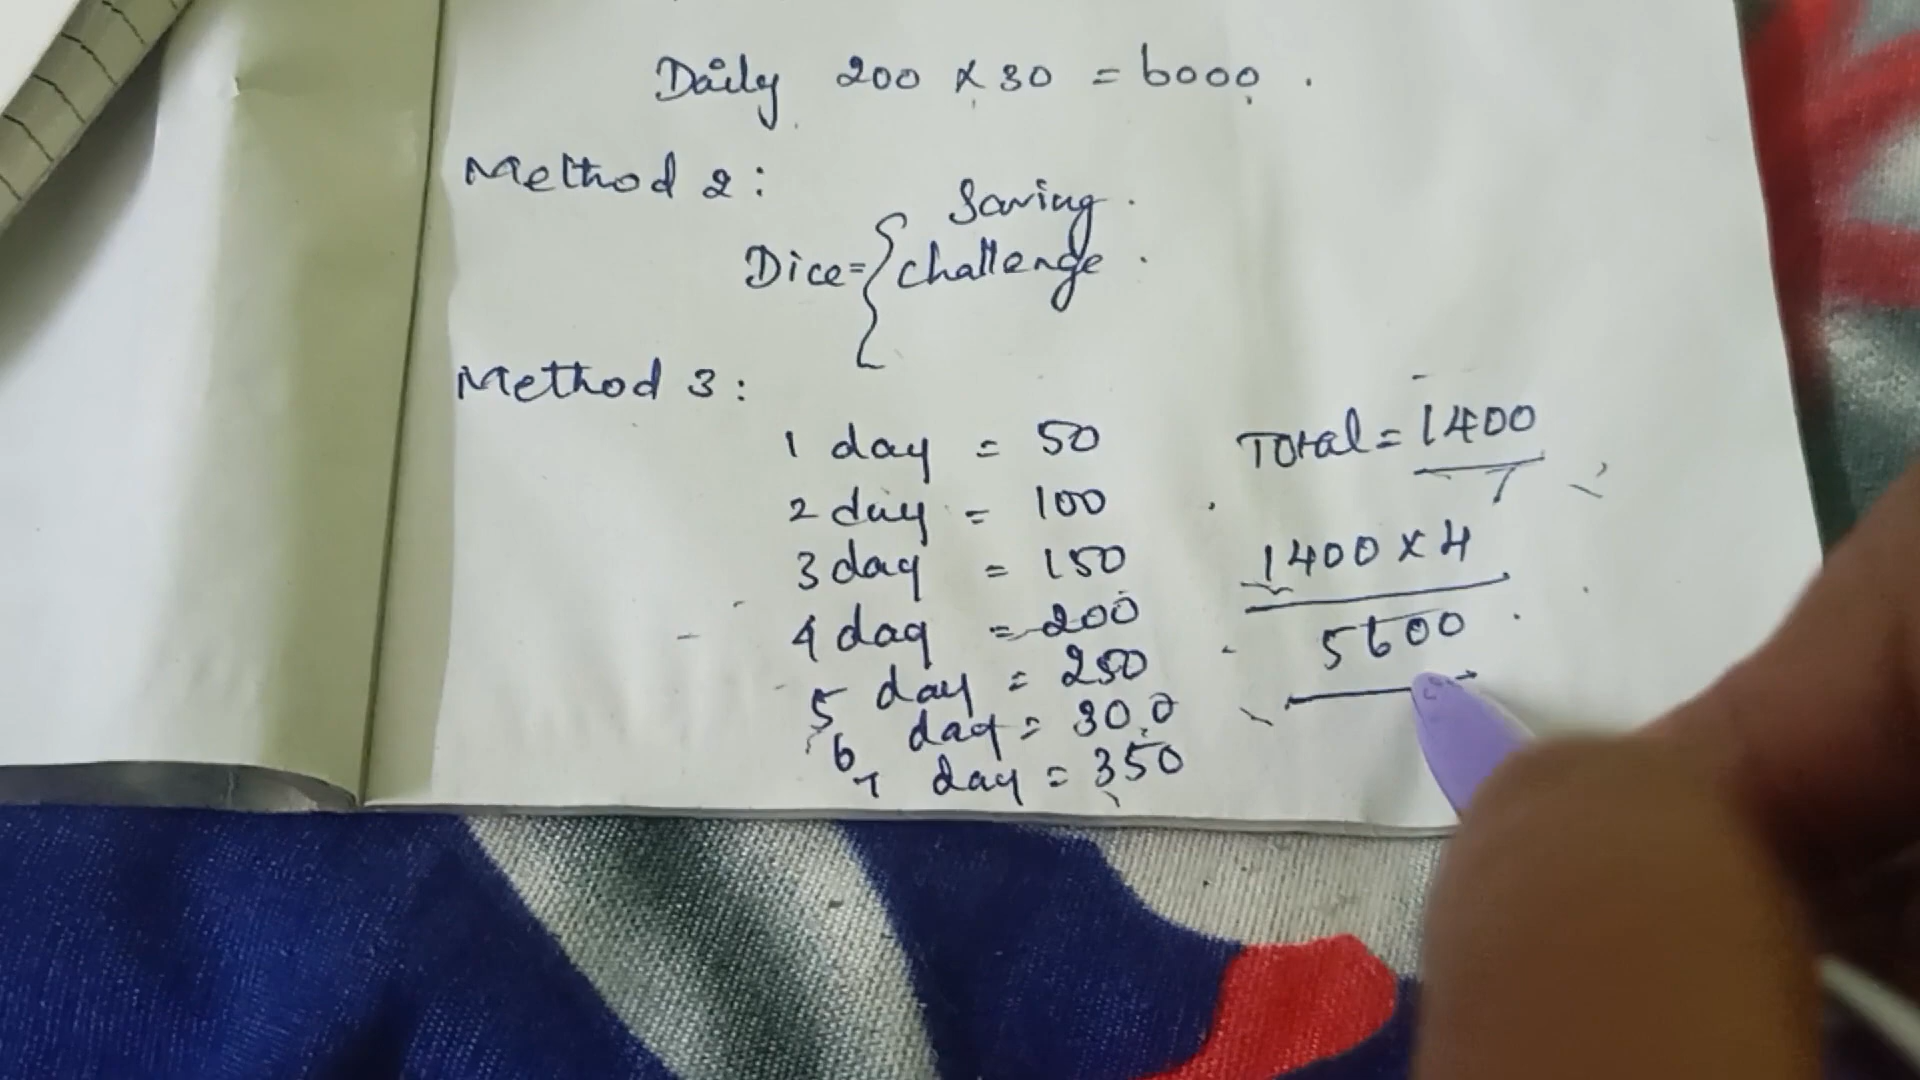 Daily 200 x 30 = 6000.
Method 2:
Dice = { Saving.
challenge.
Method 3:
1 day = 50
2 day = 100
3 day = 150
4 day = 200
5 day = 250
6 day = 300
7 day = 350
Total = 1400
1400 x 4
5600